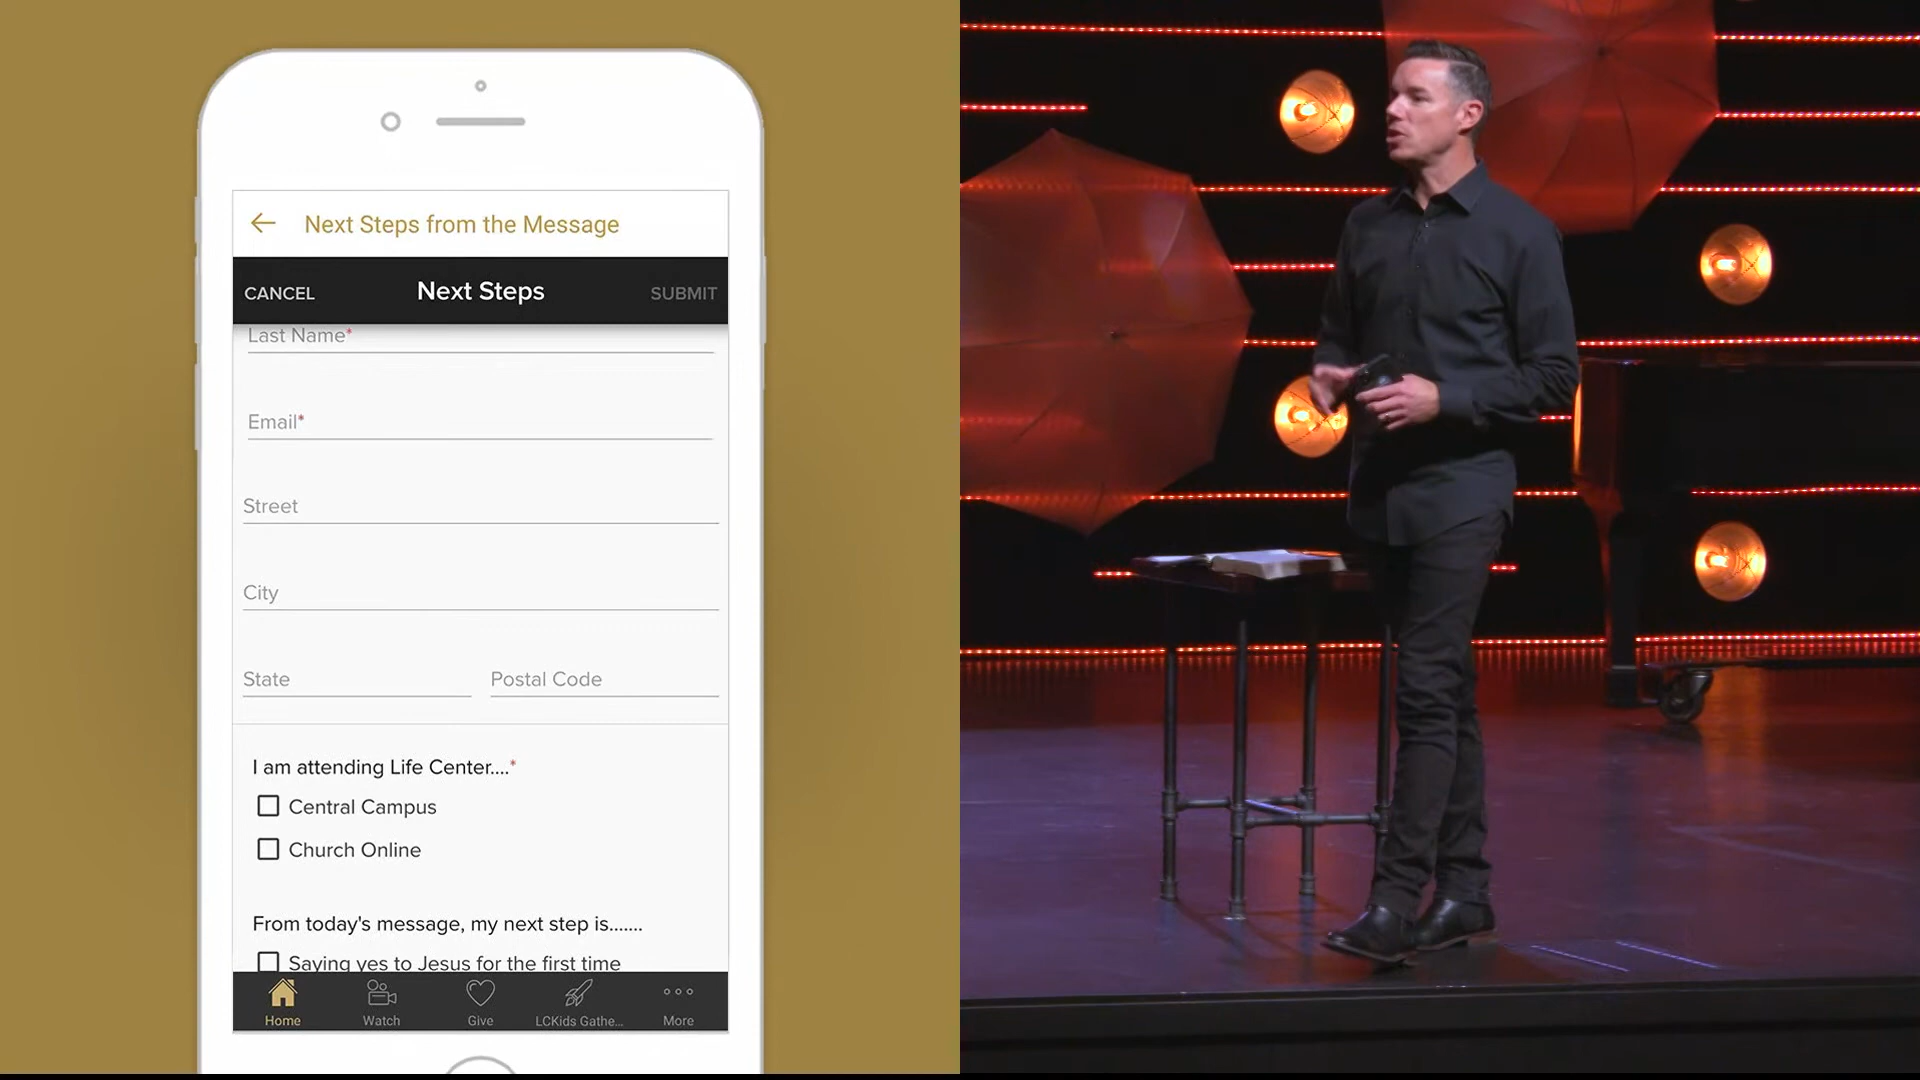 Next Steps from the Message
CANCEL Next Steps SUBMIT
Last Name*
Email*
Street
City
State Postal Code
I am attending Life Center....*
Central Campus
Church Online
From today's message, my next step is.......
Saying yes to Jesus for the first time
Home Watch Give LCKids Gathe... More